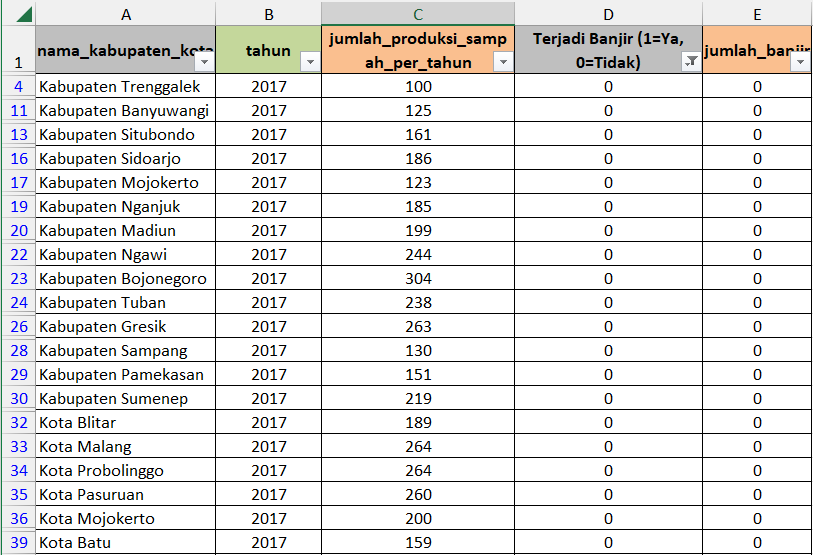 A B C D E
1 nama_kabupaten_kota tahun jumlah_produksi_samp Terjadi Banjir (1=Ya, jumlah_banjir
ah_per_tahun 0=Tidak)
4 Kabupaten Trenggalek 2017 100 0 0
11 Kabupaten Banyuwangi 2017 125 0 0
13 Kabupaten Situbondo 2017 161 0 0
16 Kabupaten Sidoarjo 2017 186 0 0
17 Kabupaten Mojokerto 2017 123 0 0
19 Kabupaten Nganjuk 2017 185 0 0
20 Kabupaten Madiun 2017 199 0 0
22 Kabupaten Ngawi 2017 244 0 0
23 Kabupaten Bojonegoro 2017 304 0 0
24 Kabupaten Tuban 2017 238 0 0
26 Kabupaten Gresik 2017 263 0 0
28 Kabupaten Sampang 2017 130 0 0
29 Kabupaten Pamekasan 2017 151 0 0
30 Kabupaten Sumenep 2017 219 0 0
32 Kota Blitar 2017 189 0 0
33 Kota Malang 2017 264 0 0
34 Kota Probolinggo 2017 264 0 0
35 Kota Pasuruan 2017 260 0 0
36 Kota Mojokerto 2017 200 0 0
39 Kota Batu 2017 159 0 0